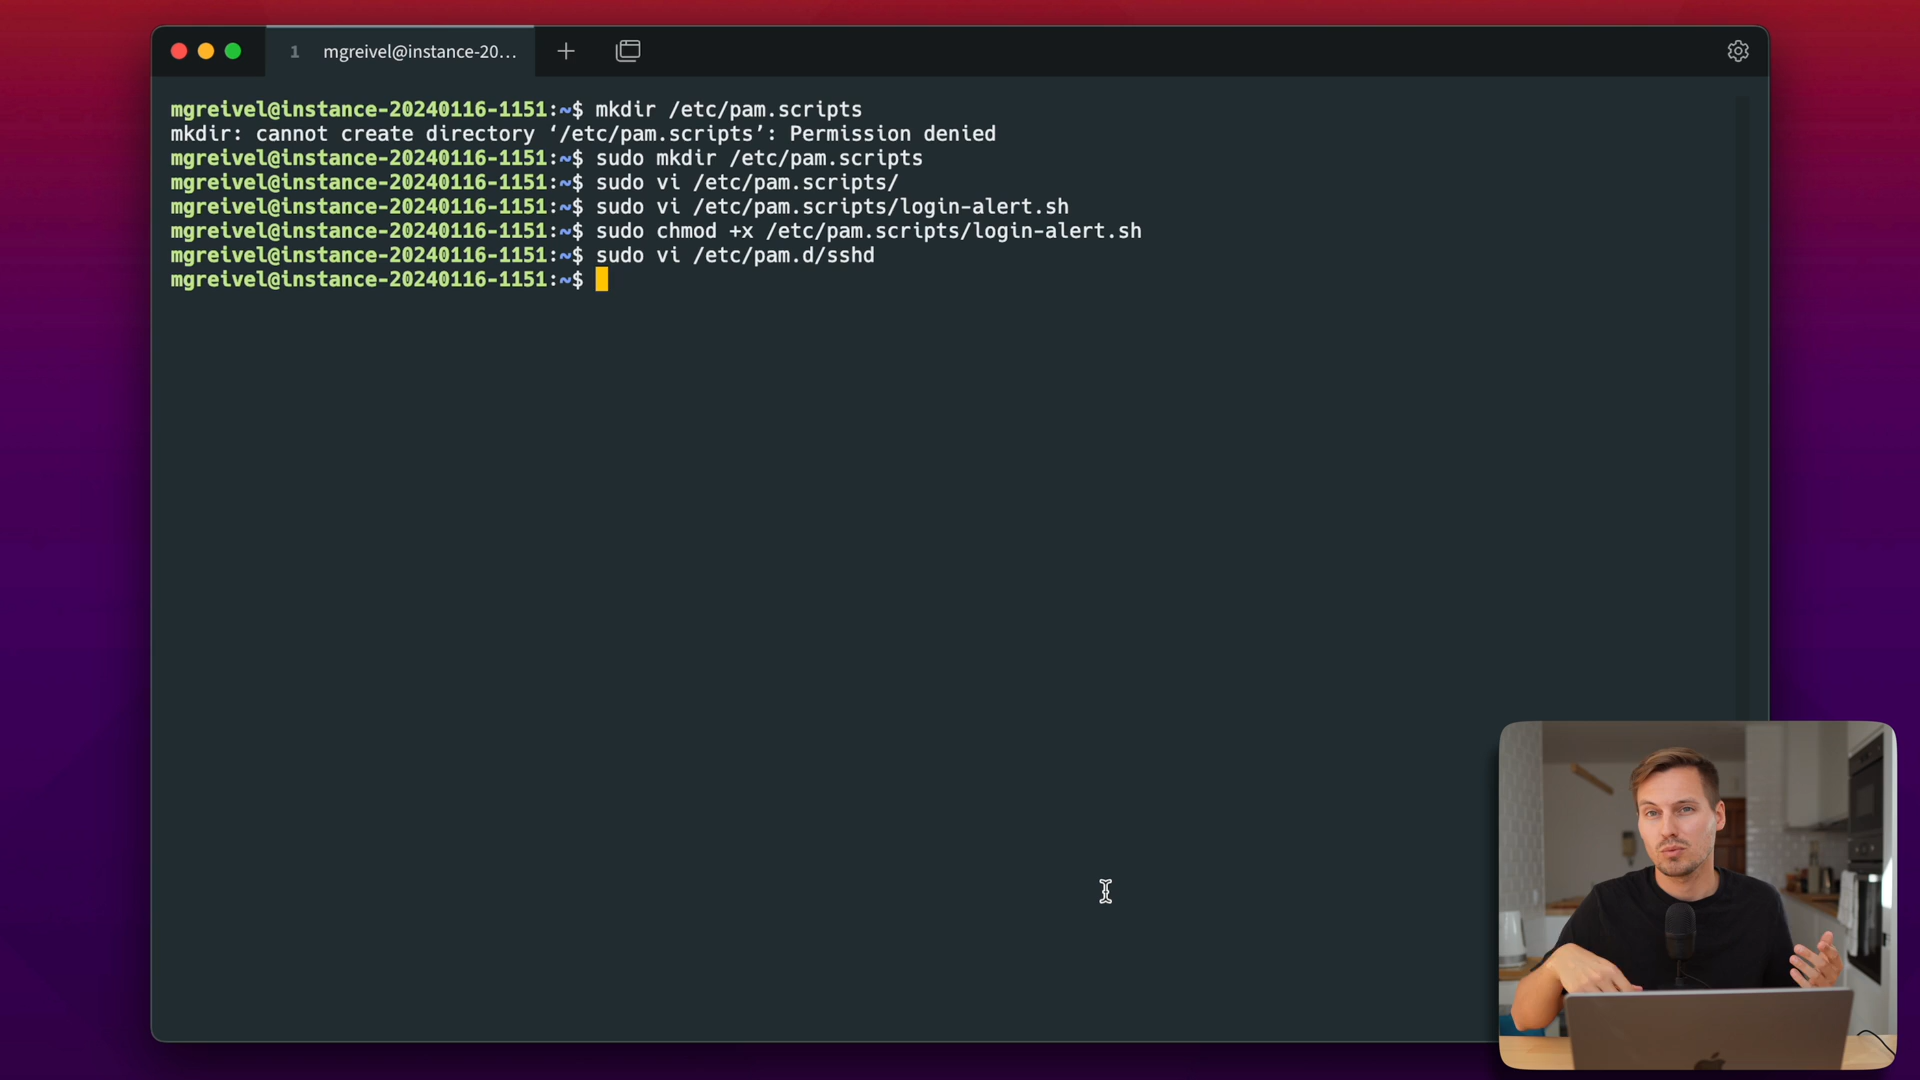 1 mgreivel@instance-20...
mgreivel@instance-20240116-1151:~$ mkdir /etc/pam.scripts
mkdir: cannot create directory ‘/etc/pam.scripts’: Permission denied
mgreivel@instance-20240116-1151:~$ sudo mkdir /etc/pam.scripts
mgreivel@instance-20240116-1151:~$ sudo vi /etc/pam.scripts/
mgreivel@instance-20240116-1151:~$ sudo vi /etc/pam.scripts/login-alert.sh
mgreivel@instance-20240116-1151:~$ sudo chmod +x /etc/pam.scripts/login-alert.sh
mgreivel@instance-20240116-1151:~$ sudo vi /etc/pam.d/sshd
mgreivel@instance-20240116-1151:~$